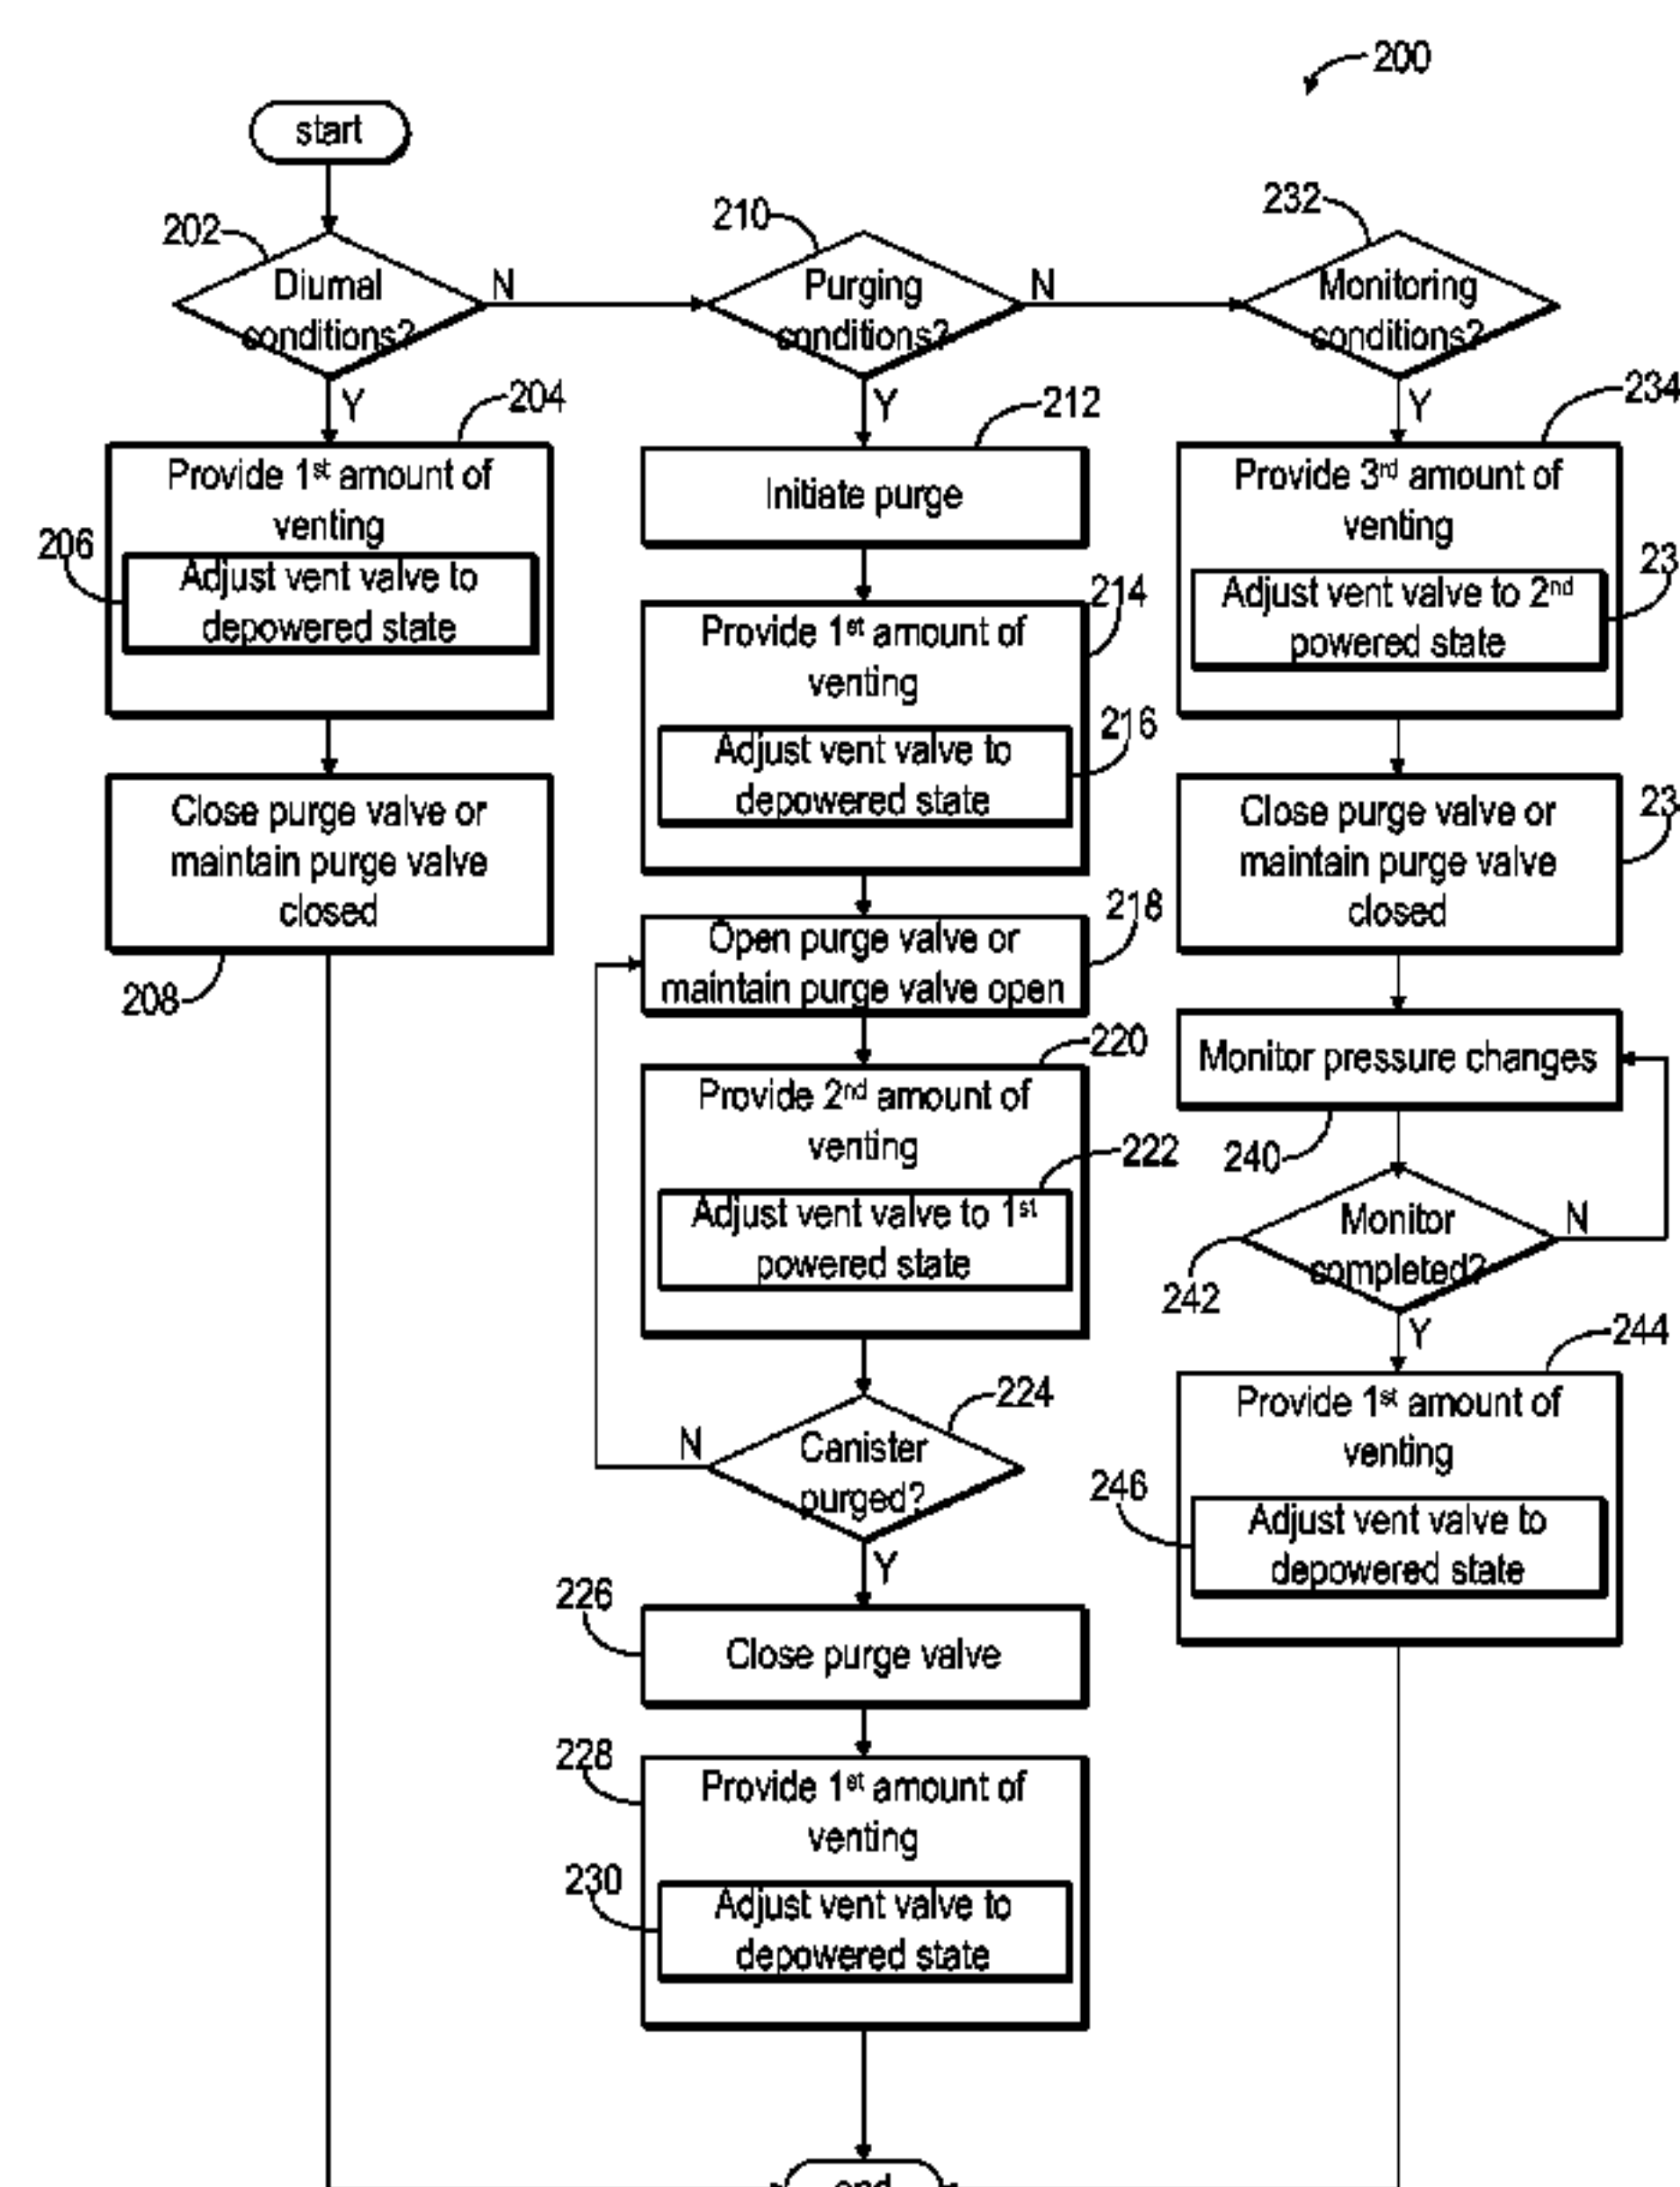 200
start
202
Diurnal
conditions?
N
Y
210
Purging
conditions?
N
Y
232
Monitoring
conditions?
Y
204
Provide 1st amount of
venting
206
Adjust vent valve to
depowered state
Close purge valve or
maintain purge valve
closed
208
212
Initiate purge
214
Provide 1st amount of
venting
216
Adjust vent valve to
depowered state
218
Open purge valve or
maintain purge valve open
220
Provide 2nd amount of
venting
222
Adjust vent valve to 1st
powered state
224
Canister
purged?
N
Y
226
Close purge valve
228
Provide 1st amount of
venting
230
Adjust vent valve to
depowered state
234
Provide 3rd amount of
venting
23
Adjust vent valve to 2nd
powered state
23
Close purge valve or
maintain purge valve
closed
Monitor pressure changes
240
Monitor
completed?
N
242
Y
244
Provide 1st amount of
venting
246
Adjust vent valve to
depowered state
end